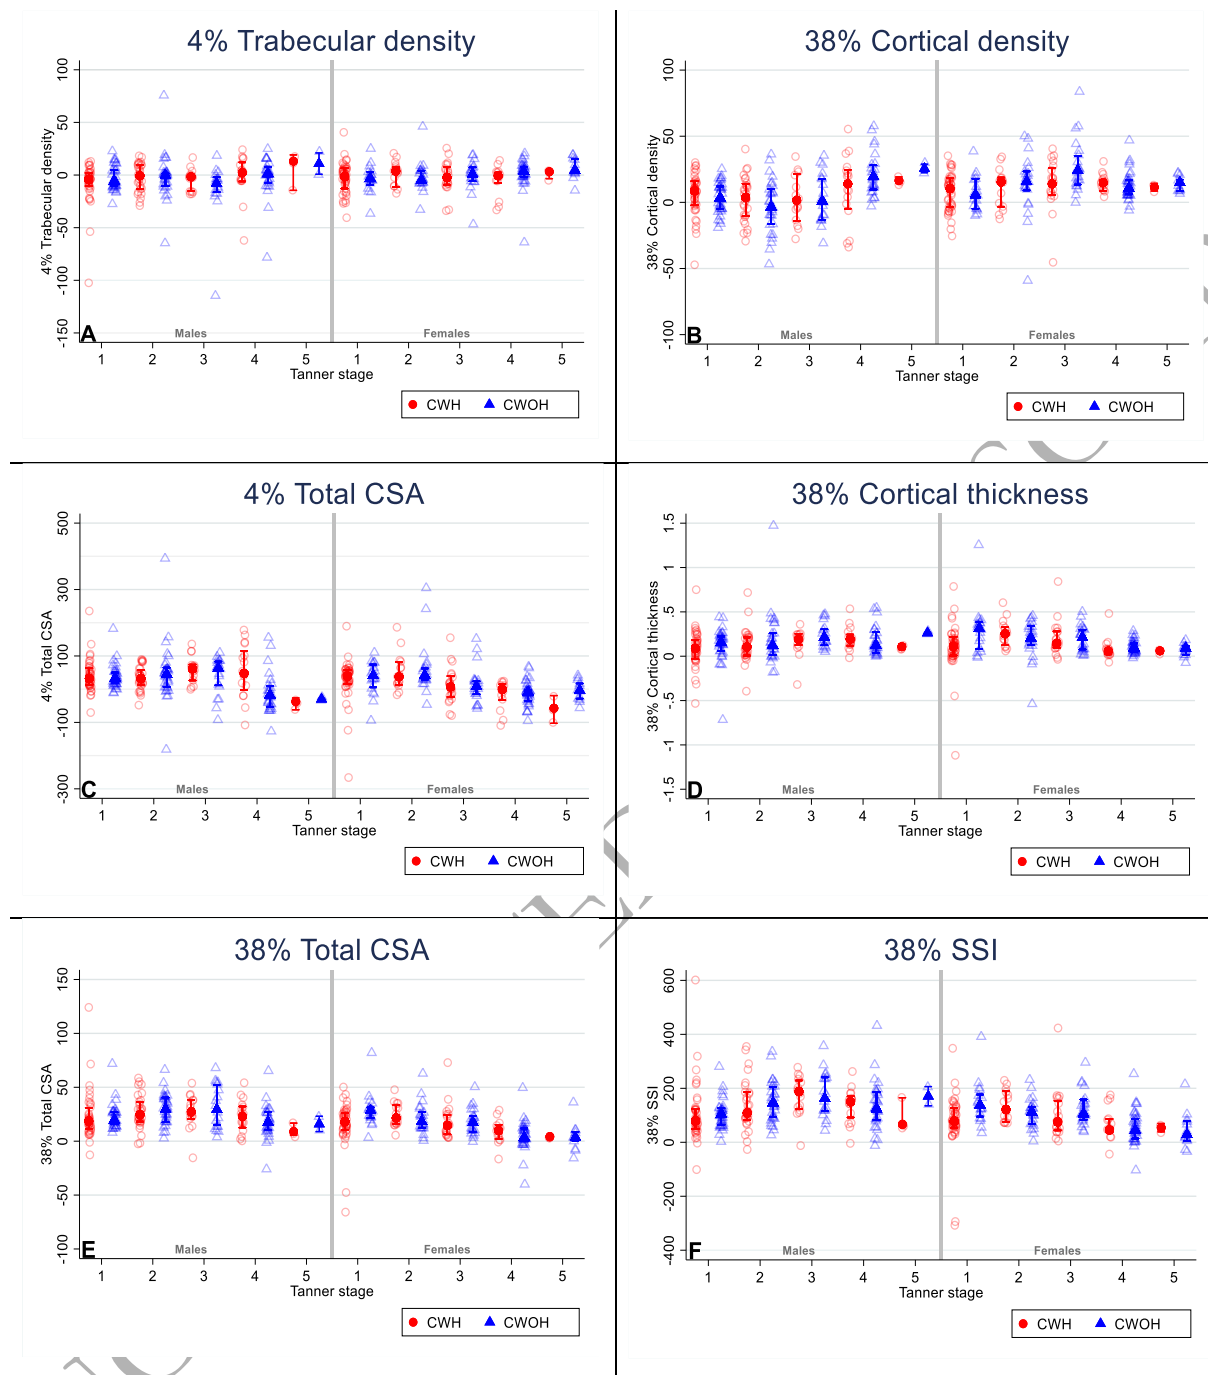 4% Trabecular density
4% Trabecular density
100
50
0
-50
-100
-150
A
Males
Females
1 2 3 4 5 1 2 3 4 5
Tanner stage
CWH CWOH
38% Cortical density
38% Cortical density
100
50
0
-50
-100
B
Males
Females
1 2 3 4 5 1 2 3 4 5
Tanner stage
CWH CWOH
4% Total CSA
4% Total CSA
500
300
100
-100
-300
C
Males
Females
1 2 3 4 5 1 2 3 4 5
Tanner stage
CWH CWOH
38% Cortical thickness
38% Cortical thickness
1.5
1
.5
0
-.5
-1
-1.5
D
Males
Females
1 2 3 4 5 1 2 3 4 5
Tanner stage
CWH CWOH
38% Total CSA
38% Total CSA
150
100
50
0
-50
-100
E
Males
Females
1 2 3 4 5 1 2 3 4 5
Tanner stage
CWH CWOH
38% SSI
38% SSI
600
400
200
0
-200
-400
F
Males
Females
1 2 3 4 5 1 2 3 4 5
Tanner stage
CWH CWOH